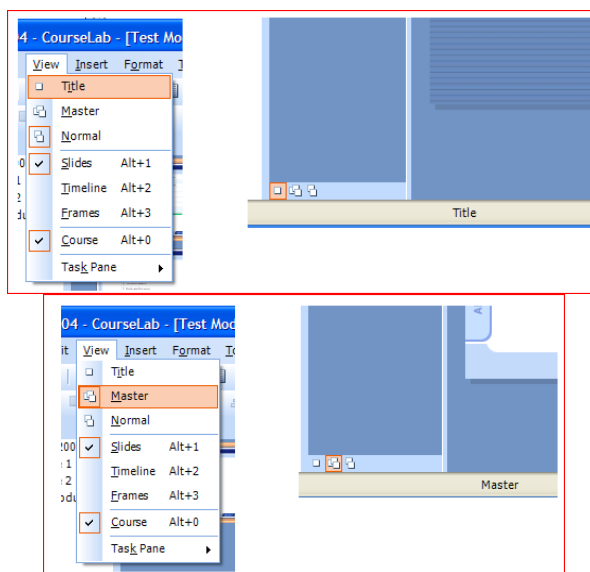 04 - CourseLab - [Test Mo
View Insert Format
Title
Master
Normal
Slides Alt+1
Timeline Alt+2
Frames Alt+3
Course Alt+0
Task Pane
Title
04 - CourseLab - [Test Mod
it View Insert Format To
Title
Master
Normal
Slides Alt+1
Timeline Alt+2
Frames Alt+3
Course Alt+0
Task Pane
A
Master